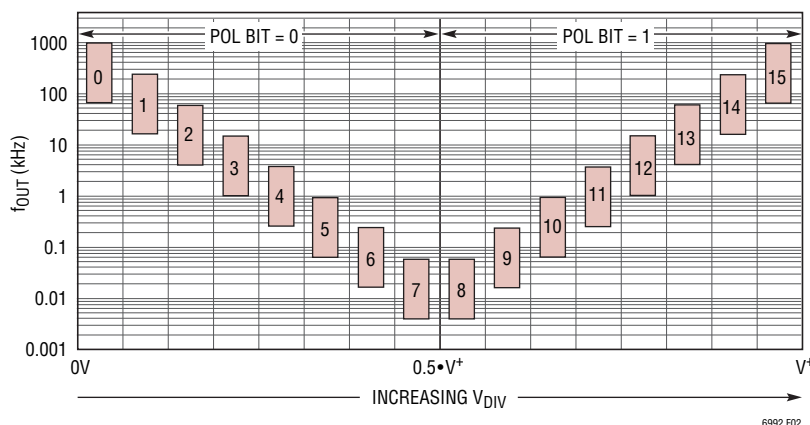 POL BIT = 0
POL BIT = 1
1000
100
10
1
0.1
0.01
0.001
fOUT (kHz)
0
1
2
3
4
5
6
7
8
9
10
11
12
13
14
15
0V
0.5•V+
V+
INCREASING VDIV
6992 F02